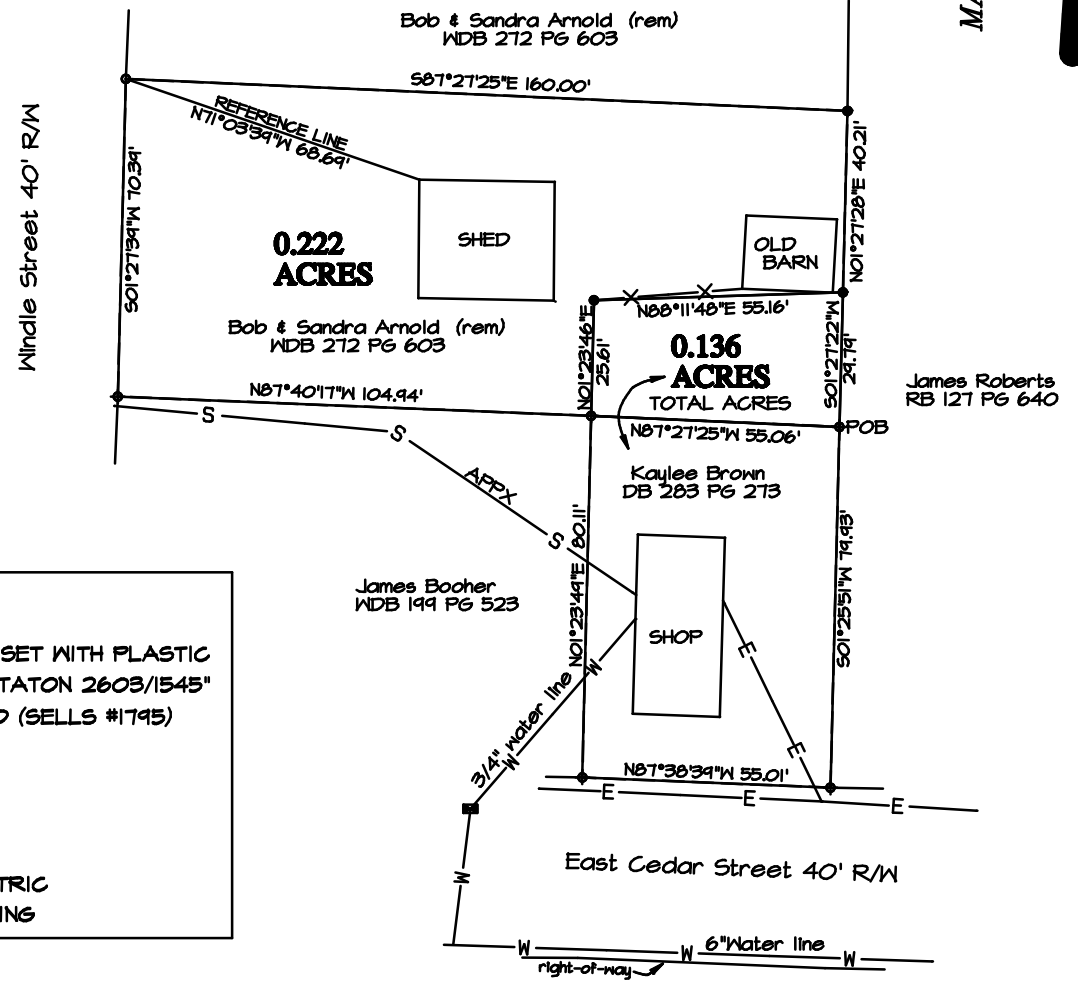 Bob & Sandra Arnold (rem)
WDB 272 PG 603
MA
S87°27'25"E 160.00'
Windle Street 40' R/W
REFERENCE LINE
N71°03'39"W 68.69'
S01°27'39"W 70.39'
N01°27'28"E 40.21'
SHED
OLD
BARN
0.222
ACRES
N88°11'48"E 55.16'
N01°23'46"E
25.61'
Bob & Sandra Arnold (rem)
WDB 272 PG 603
0.136
ACRES
TOTAL ACRES
S01°27'22"W
29.79'
James Roberts
RB 127 PG 640
N87°40'17"W 104.94'
N87°27'25"W 55.06'
POB
S
S
APPX
S
Kaylee Brown
DB 283 PG 273
N01°23'49"E 80.11'
S01°25'51"W 79.93'
James Booher
WDB 199 PG 523
SHOP
E
E
SET WITH PLASTIC
TATON 2603/1545"
D (SELLS #1795)
TRIC
ING
3/4" water line
W
W
W
N87°38'39"W 55.01'
E
E
E
East Cedar Street 40' R/W
6"Water line
W
W
W
right-of-way